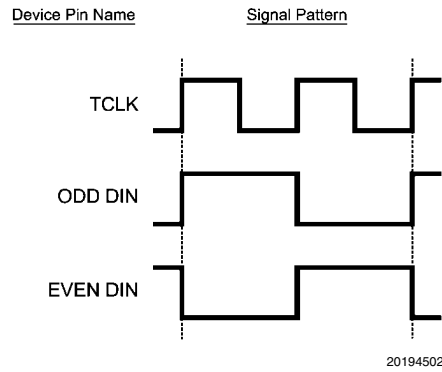 Device Pin Name
Signal Pattern
TCLK
ODD DIN
EVEN DIN
20194502